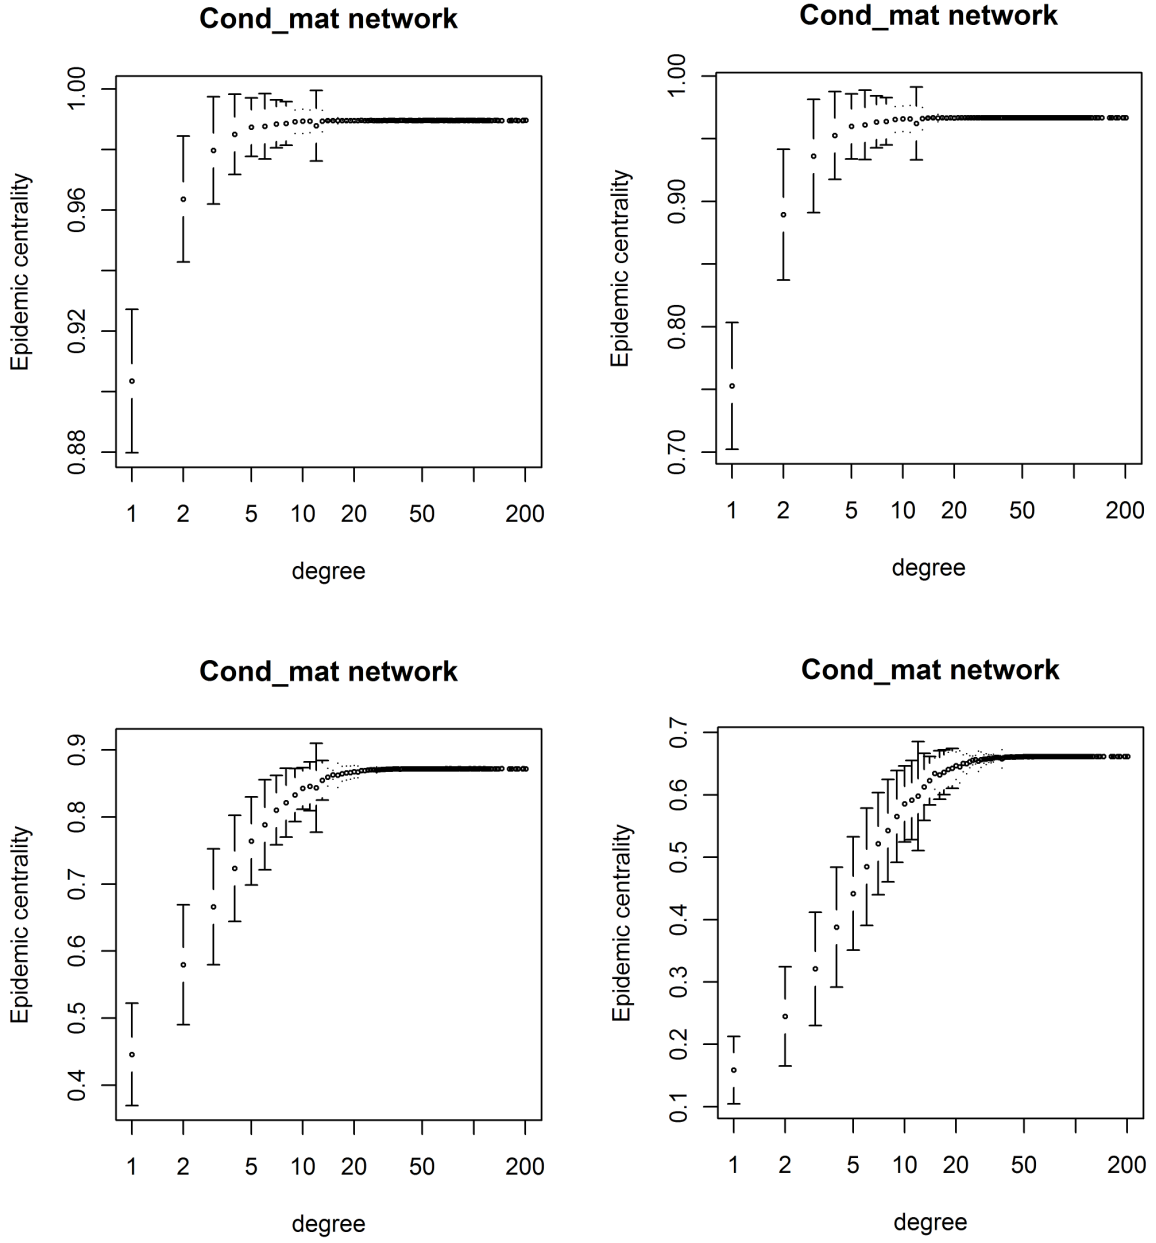 Cond_mat network
Epidemic centrality
1.00
0.96
0.92
0.88
1 2 5 10 20 50 200
degree
Cond_mat network
Epidemic centrality
1.00
0.90
0.80
0.70
1 2 5 10 20 50 200
degree
Cond_mat network
Epidemic centrality
0.9
0.8
0.7
0.6
0.5
0.4
1 2 5 10 20 50 200
degree
Cond_mat network
Epidemic centrality
0.7
0.6
0.5
0.4
0.3
0.2
0.1
1 2 5 10 20 50 200
degree